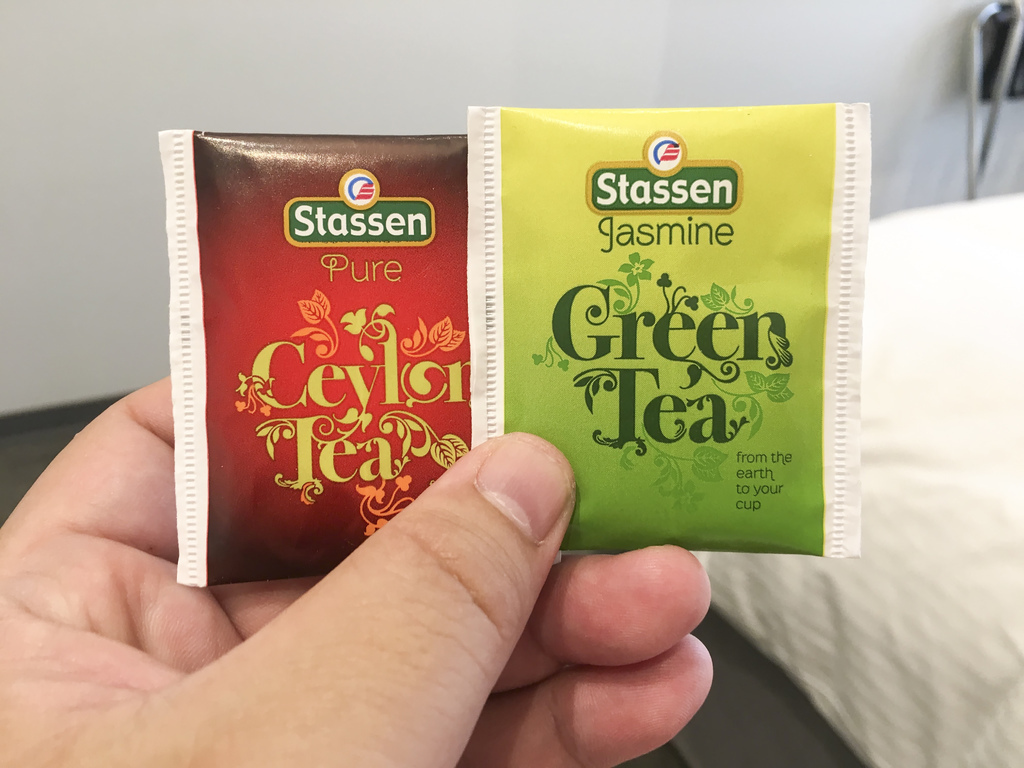 Stassen
Pure
Ceylon
Tea
Stassen
Jasmine
Green
Tea
from the
earth
to your
cup